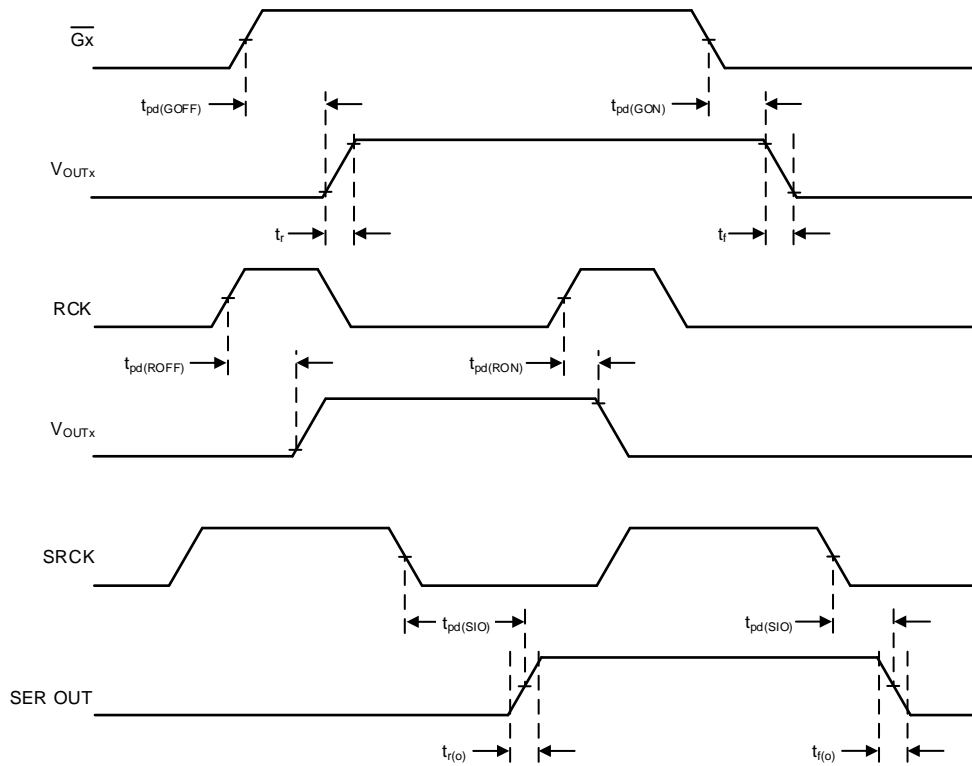 G̅x̅
tpd(GOFF)
tpd(GON)
VOUTx
tr
tf
RCK
tpd(ROFF)
tpd(RON)
VOUTx
SRCK
tpd(SIO)
tpd(SIO)
SER OUT
tr(o)
tf(o)